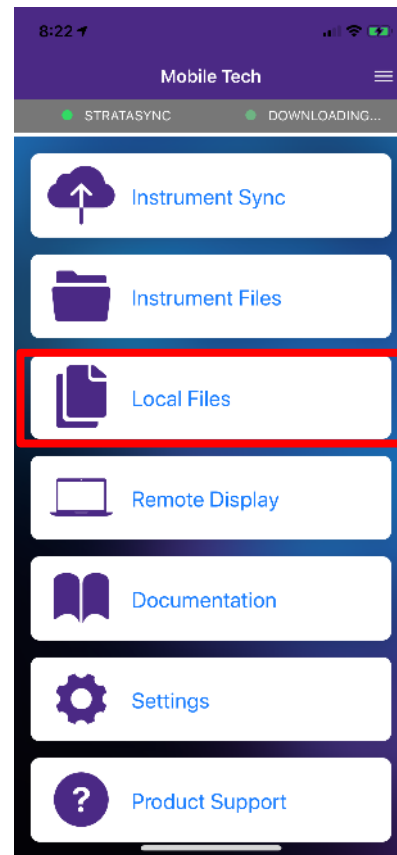 8:22
Mobile Tech
STRATASYNC DOWNLOADING...
Instrument Sync
Instrument Files
Local Files
Remote Display
Documentation
Settings
?
Product Support